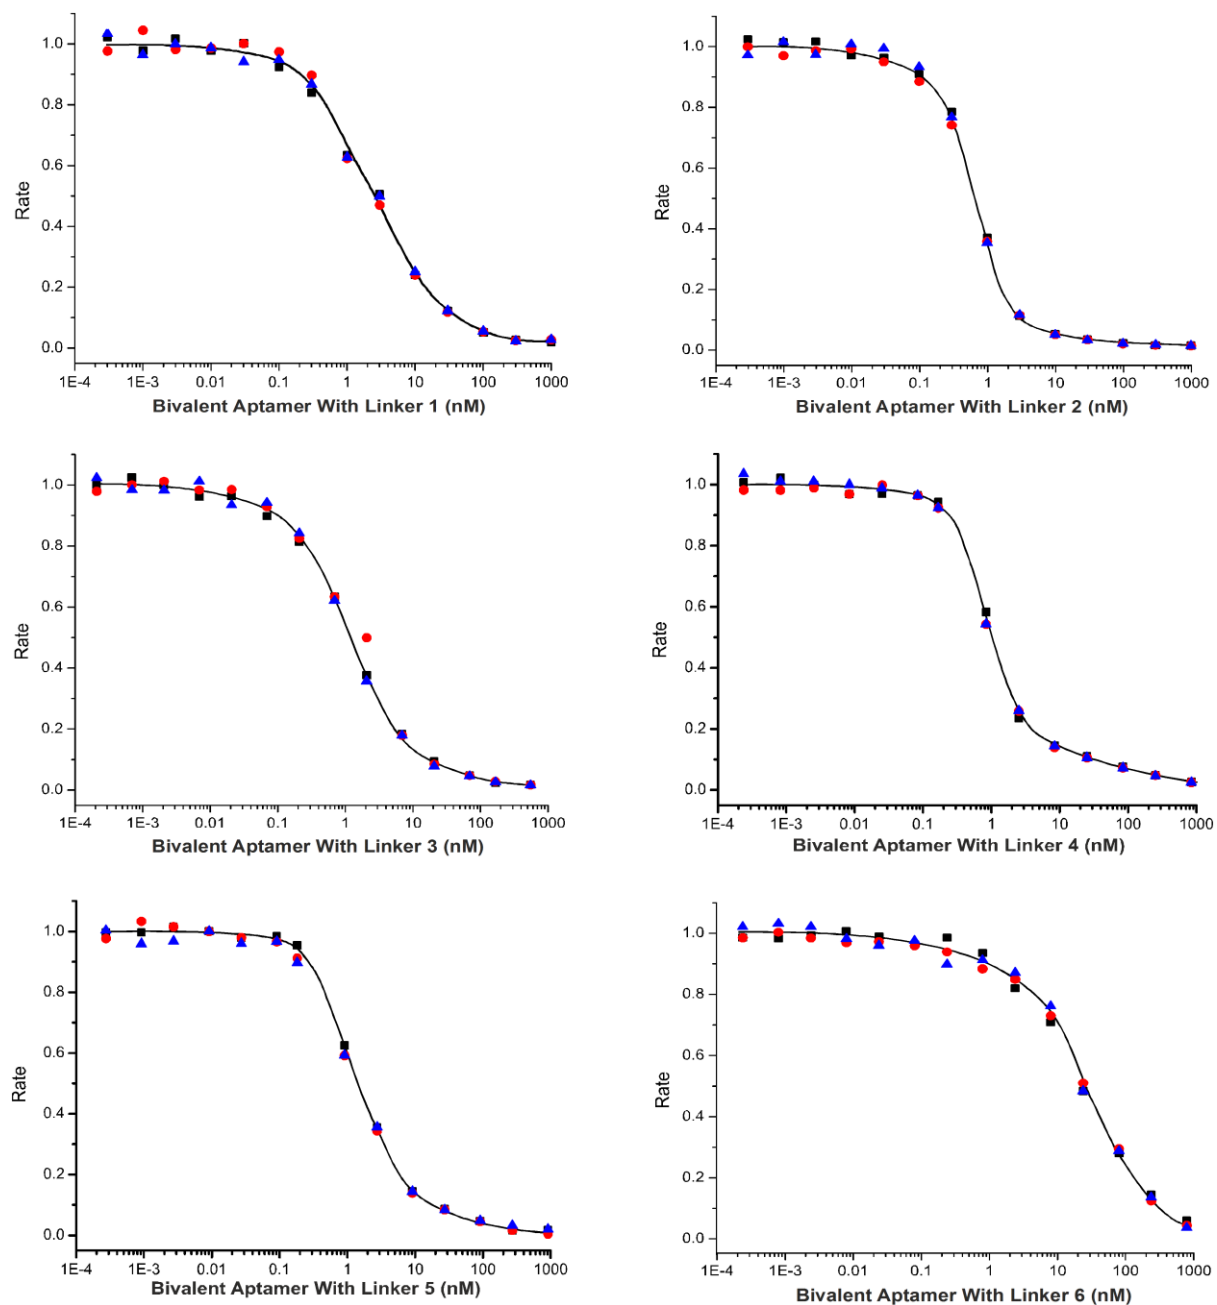 1.0
0.8
0.6
0.4
0.2
0.0
Rate
1E-4 1E-3 0.01 0.1 1 10 100 1000
Bivalent Aptamer With Linker 1 (nM)
1.0
0.8
0.6
0.4
0.2
0.0
Rate
1E-4 1E-3 0.01 0.1 1 10 100 1000
Bivalent Aptamer With Linker 2 (nM)
1.0
0.8
0.6
0.4
0.2
0.0
Rate
1E-4 1E-3 0.01 0.1 1 10 100 1000
Bivalent Aptamer With Linker 3 (nM)
1.0
0.8
0.6
0.4
0.2
0.0
Rate
1E-4 1E-3 0.01 0.1 1 10 100 1000
Bivalent Aptamer With Linker 4 (nM)
1.0
0.8
0.6
0.4
0.2
0.0
Rate
1E-4 1E-3 0.01 0.1 1 10 100 1000
Bivalent Aptamer With Linker 5 (nM)
1.0
0.8
0.6
0.4
0.2
0.0
Rate
1E-4 1E-3 0.01 0.1 1 10 100 1000
Bivalent Aptamer With Linker 6 (nM)